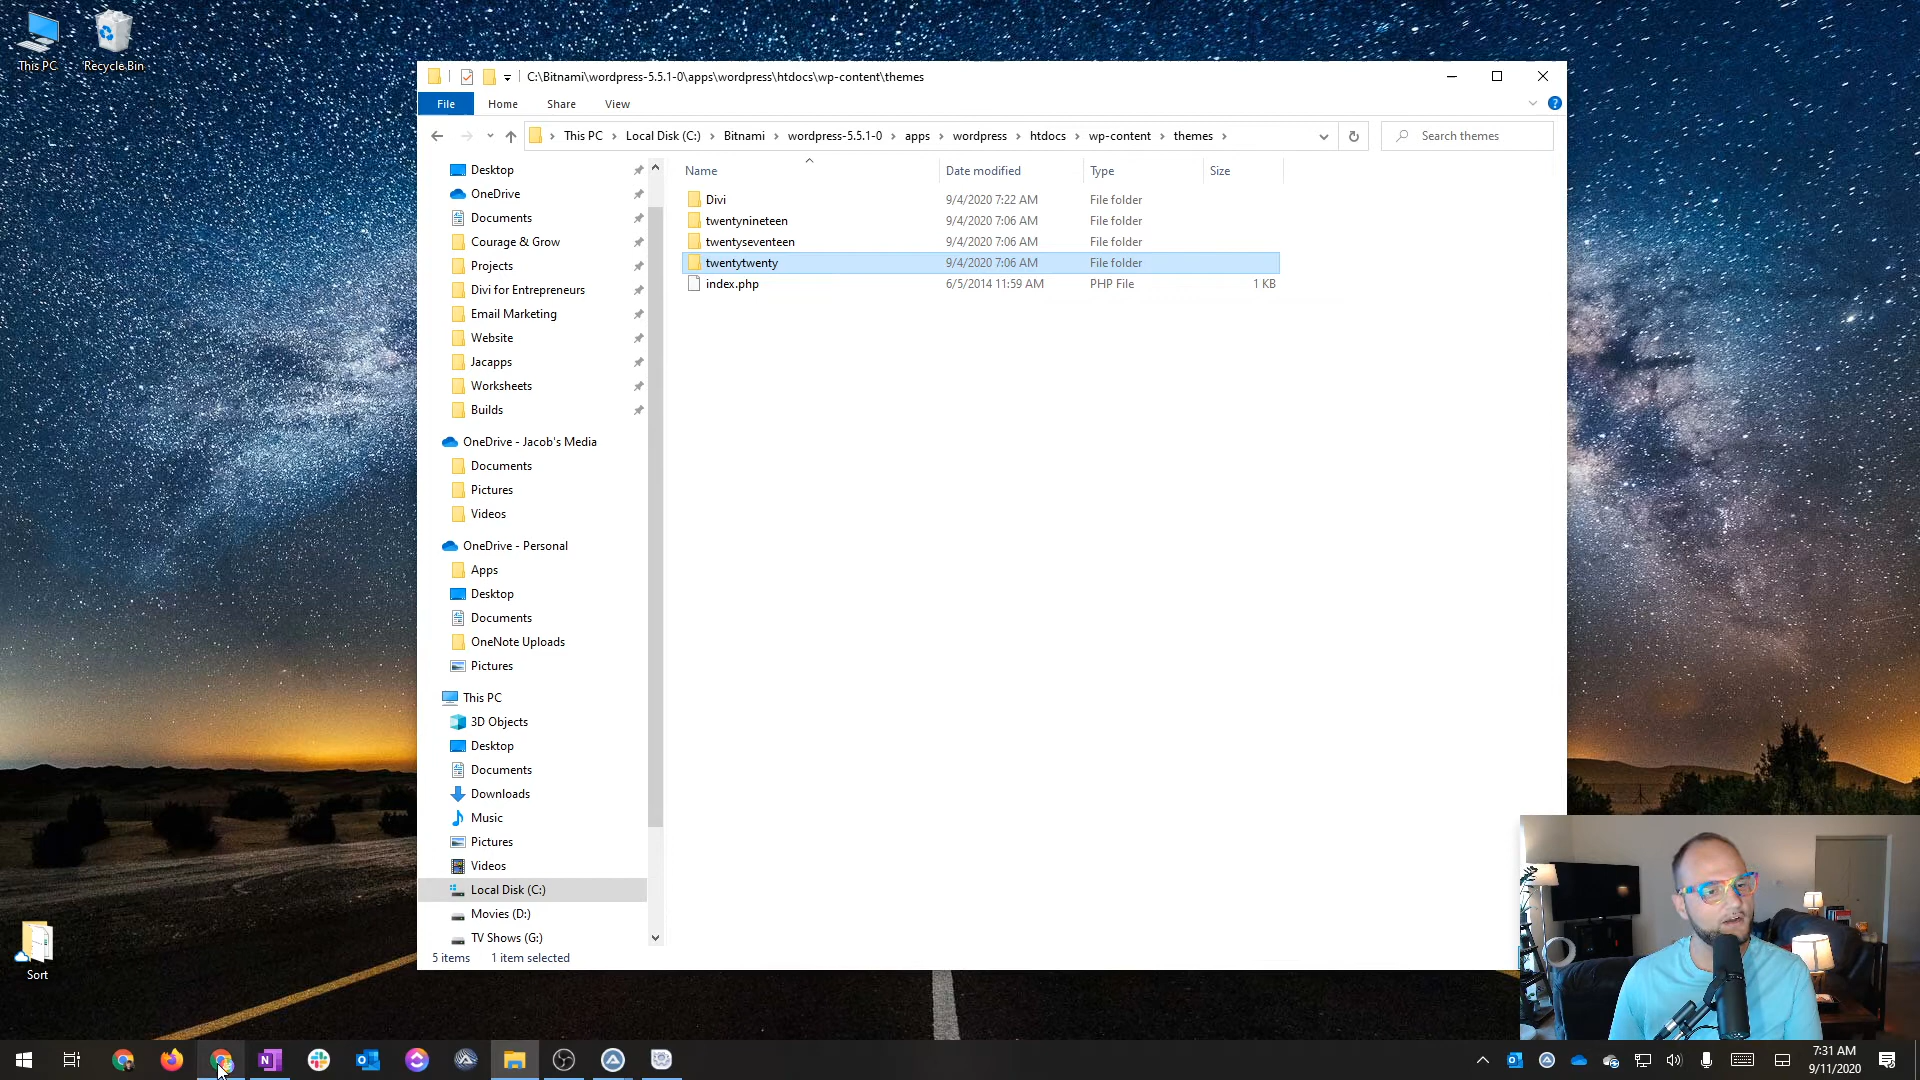 This PC
Recycle Bin
C:\Bitnami\wordpress-5.5.1-0\apps\wordpress\htdocs\wp-content\themes
File Home Share View
This PC Local Disk (C:) Bitnami wordpress-5.5.1-0 apps wordpress htdocs wp-content themes
Search themes
Desktop
OneDrive
Documents
Courage & Grow
Projects
Divi for Entrepreneurs
Email Marketing
Website
Jacapps
Worksheets
Builds
OneDrive - Jacob's Media
Documents
Pictures
Videos
OneDrive - Personal
Apps
Desktop
Documents
OneNote Uploads
Pictures
This PC
3D Objects
Desktop
Documents
Downloads
Music
Pictures
Videos
Local Disk (C:)
Movies (D:)
TV Shows (G:)
Name Date modified Type Size
Divi 9/4/2020 7:22 AM File folder
twentynineteen 9/4/2020 7:06 AM File folder
twentyseventeen 9/4/2020 7:06 AM File folder
twentytwenty 9/4/2020 7:06 AM File folder
index.php 6/5/2014 11:59 AM PHP File 1 KB
5 items 1 item selected
Sort
7:31 AM
9/11/2020